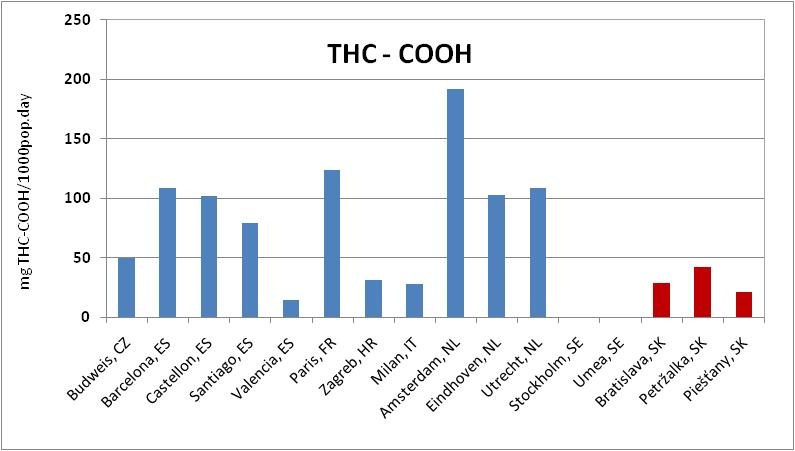 THC - COOH
mg THC-COOH/1000pop.day
250
200
150
100
50
0
Budweis, CZ
Barcelona, ES
Castellon, ES
Santiago, ES
Valencia, ES
Paris, FR
Zagreb, HR
Milan, IT
Amsterdam, NL
Eindhoven, NL
Utrecht, NL
Stockholm, SE
Umea, SE
Bratislava, SK
Petržalka, SK
Piešťany, SK